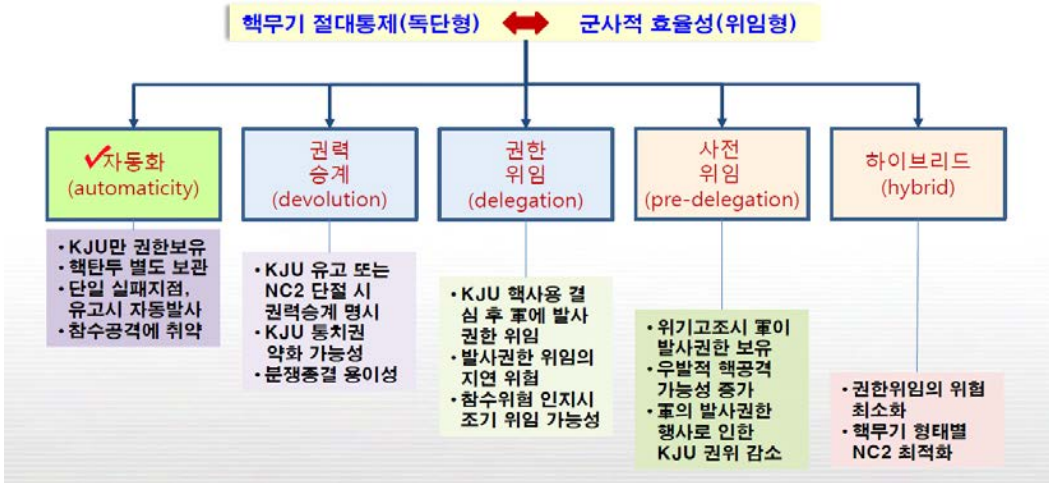 핵무기 절대통제(독단형) 군사적 효율성(위임형)
✓자동화
(automaticity)
권력
승계
(devolution)
권한
위임
(delegation)
사전
위임
(pre-delegation)
하이브리드
(hybrid)
• KJU만 권한보유
• 핵탄두 별도 보관
• 단일 실패지점,
유고시 자동발사
• 참수공격에 취약
• KJU 유고 또는
NC2 단절 시
권력승계 명시
• KJU 통치권
약화 가능성
• 분쟁종결 용이성
• KJU 핵사용 결
심 후 軍에 발사
권한 위임
• 발사권한 위임의
지연 위험
• 참수위험 인지시
조기 위임 가능성
• 위기고조시 軍이
발사권한 보유
• 우발적 핵공격
가능성 증가
• 軍의 발사권한
행사로 인한
KJU 권위 감소
• 권한위임의 위험
최소화
• 핵무기 형태별
NC2 최적화